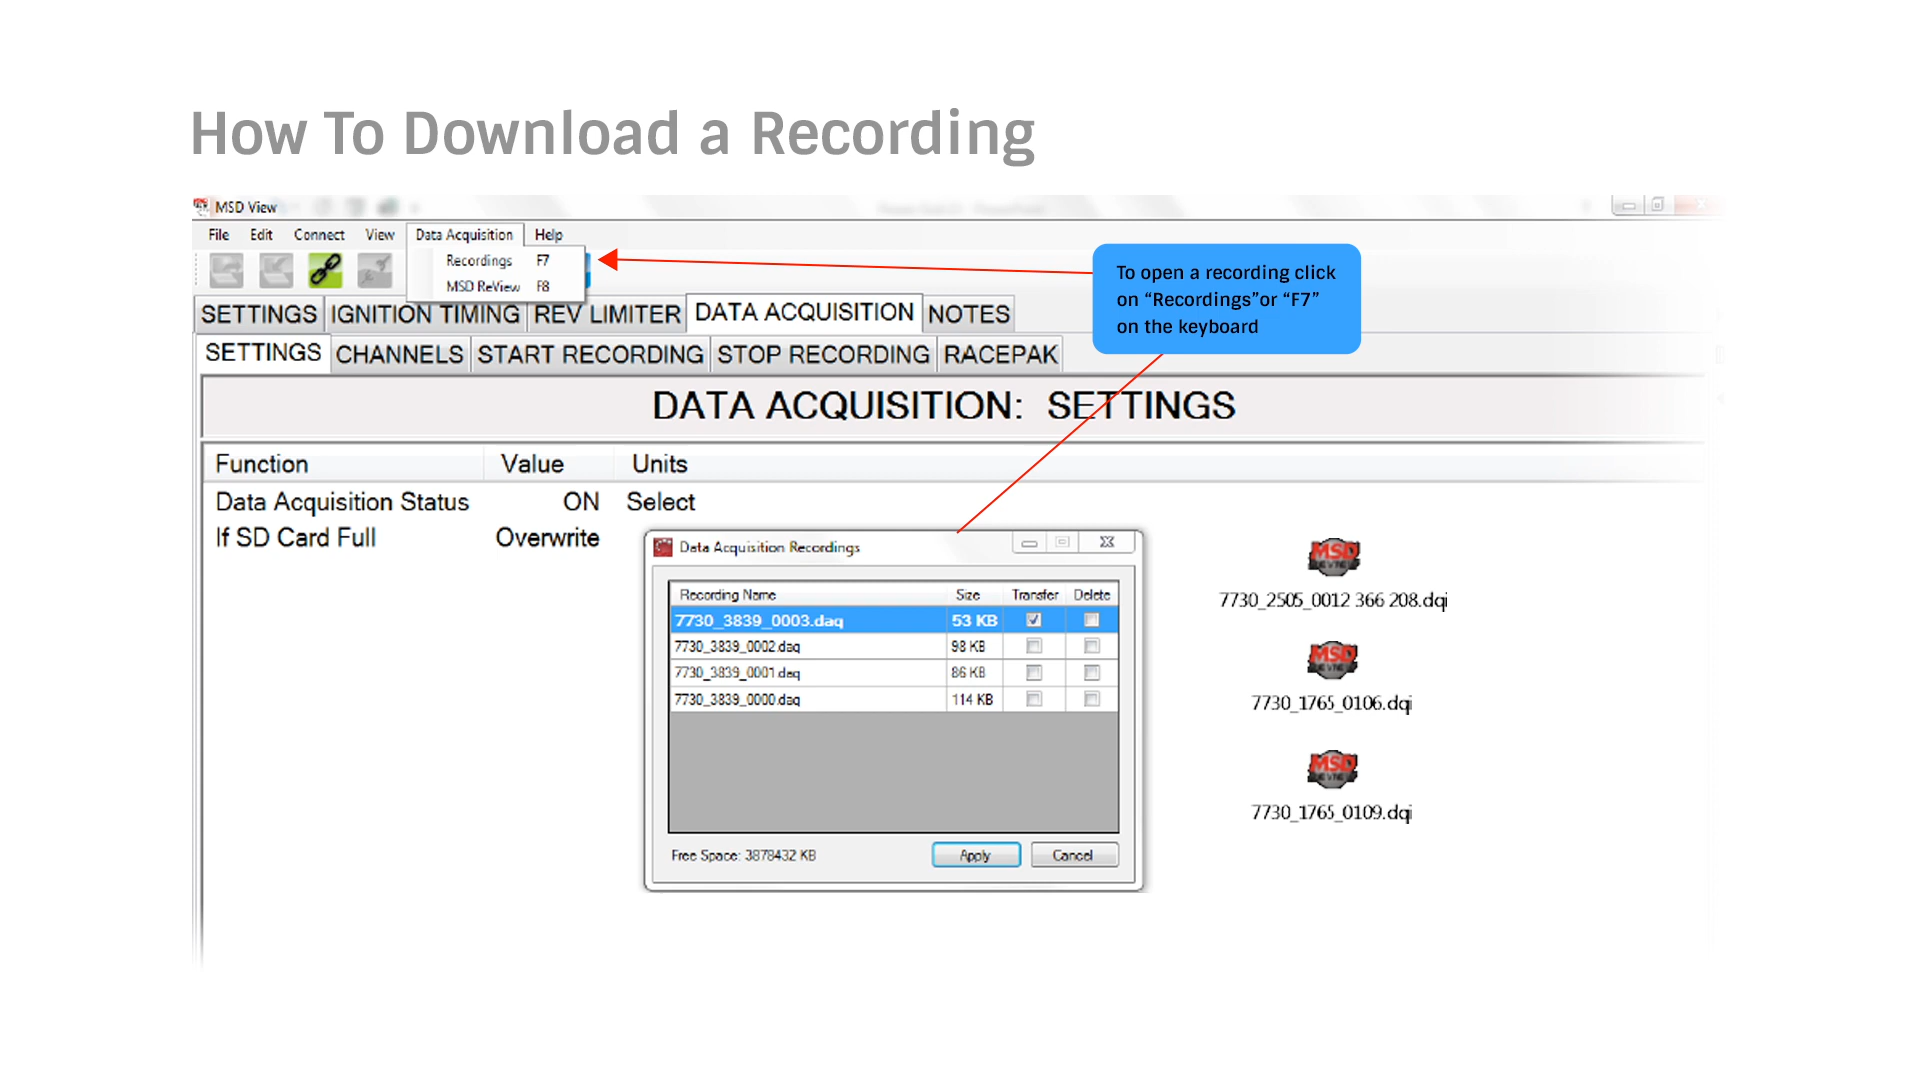 How To Download a Recording
MSD View
File Edit Connect View Data Acquisition Help
Recordings F7
MSD ReView F8
To open a recording click
on “Recordings”or “F7”
on the keyboard
SETTINGS IGNITION TIMING REV LIMITER DATA ACQUISITION NOTES
SETTINGS CHANNELS START RECORDING STOP RECORDING RACEPAK
DATA ACQUISITION: SETTINGS
Function Value Units
Data Acquisition Status ON Select
If SD Card Full Overwrite
Data Acquisition Recordings
Recording Name Size Transfer Delete
7730_3839_0003.daq 53 KB
7730_3839_0002.daq 98 KB
7730_3839_0001.daq 86 KB
7730_3839_0000.daq 114 KB
Free Space: 3878432 KB Apply Cancel
MSD
7730_2505_0012 366 208.dqi
MSD
7730_1765_0106.dqi
MSD
7730_1765_0109.dqi